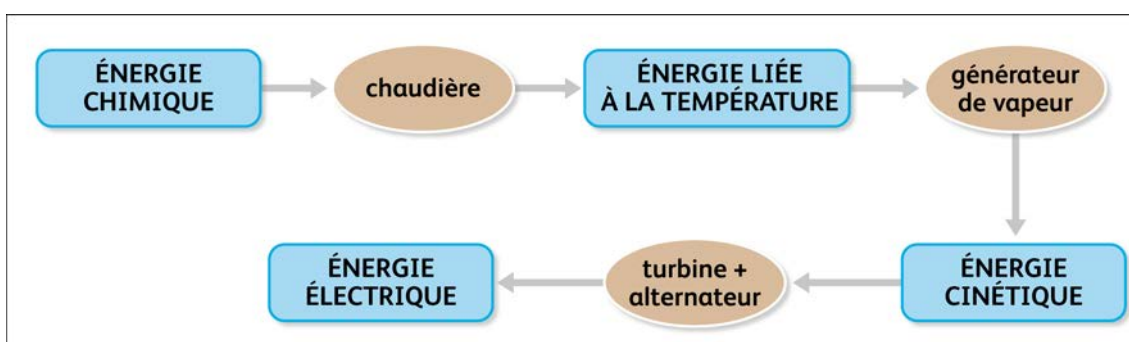 ÉNERGIE
CHIMIQUE
chaudière
ÉNERGIE LIÉE
À LA TEMPÉRATURE
générateur
de vapeur
ÉNERGIE
CINÉTIQUE
turbine +
alternateur
ÉNERGIE
ÉLECTRIQUE